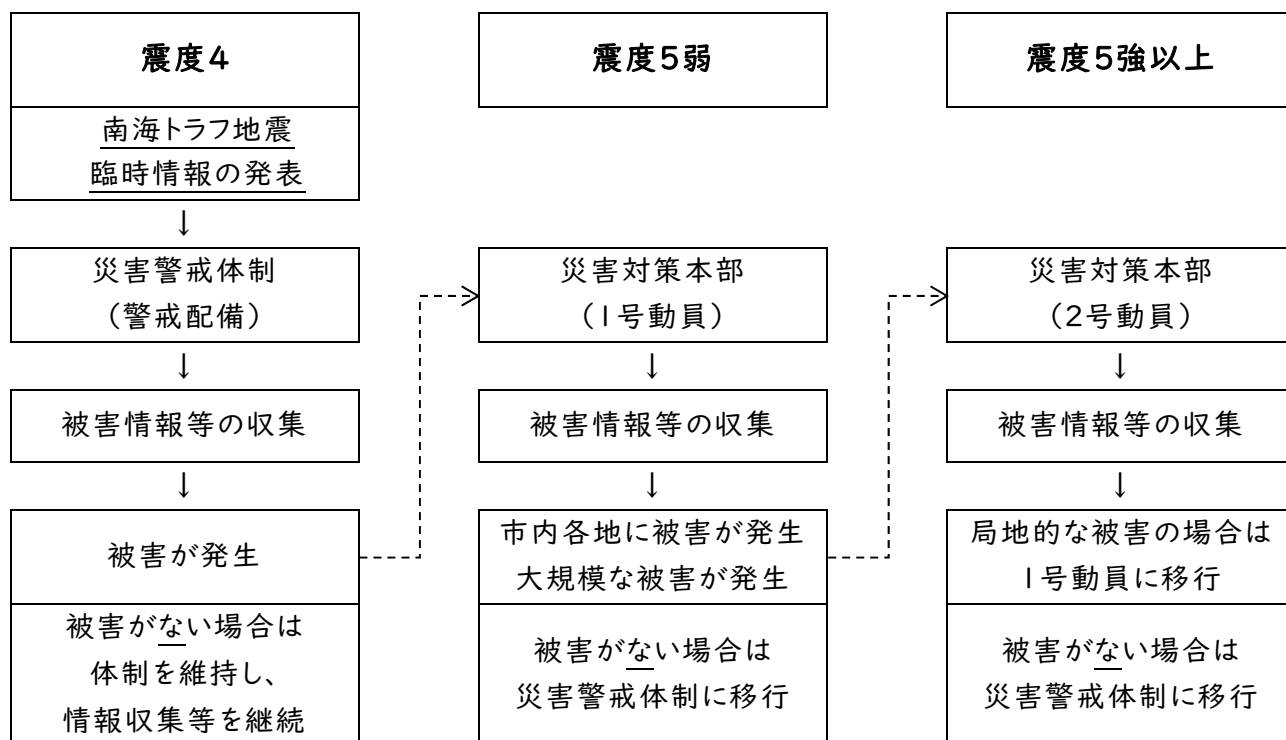 震度4
南海トラフ地震
臨時情報の発表
↓
災害警戒体制
(警戒配備)
↓
被害情報等の収集
↓
被害が発生
被害がない場合は
体制を維持し、
情報収集等を継続
震度5弱
災害対策本部
(1号動員)
↓
被害情報等の収集
↓
市内各地に被害が発生
大規模な被害が発生
被害がない場合は
災害警戒体制に移行
震度5強以上
災害対策本部
(2号動員)
↓
被害情報等の収集
↓
局地的な被害の場合は
1号動員に移行
被害がない場合は
災害警戒体制に移行